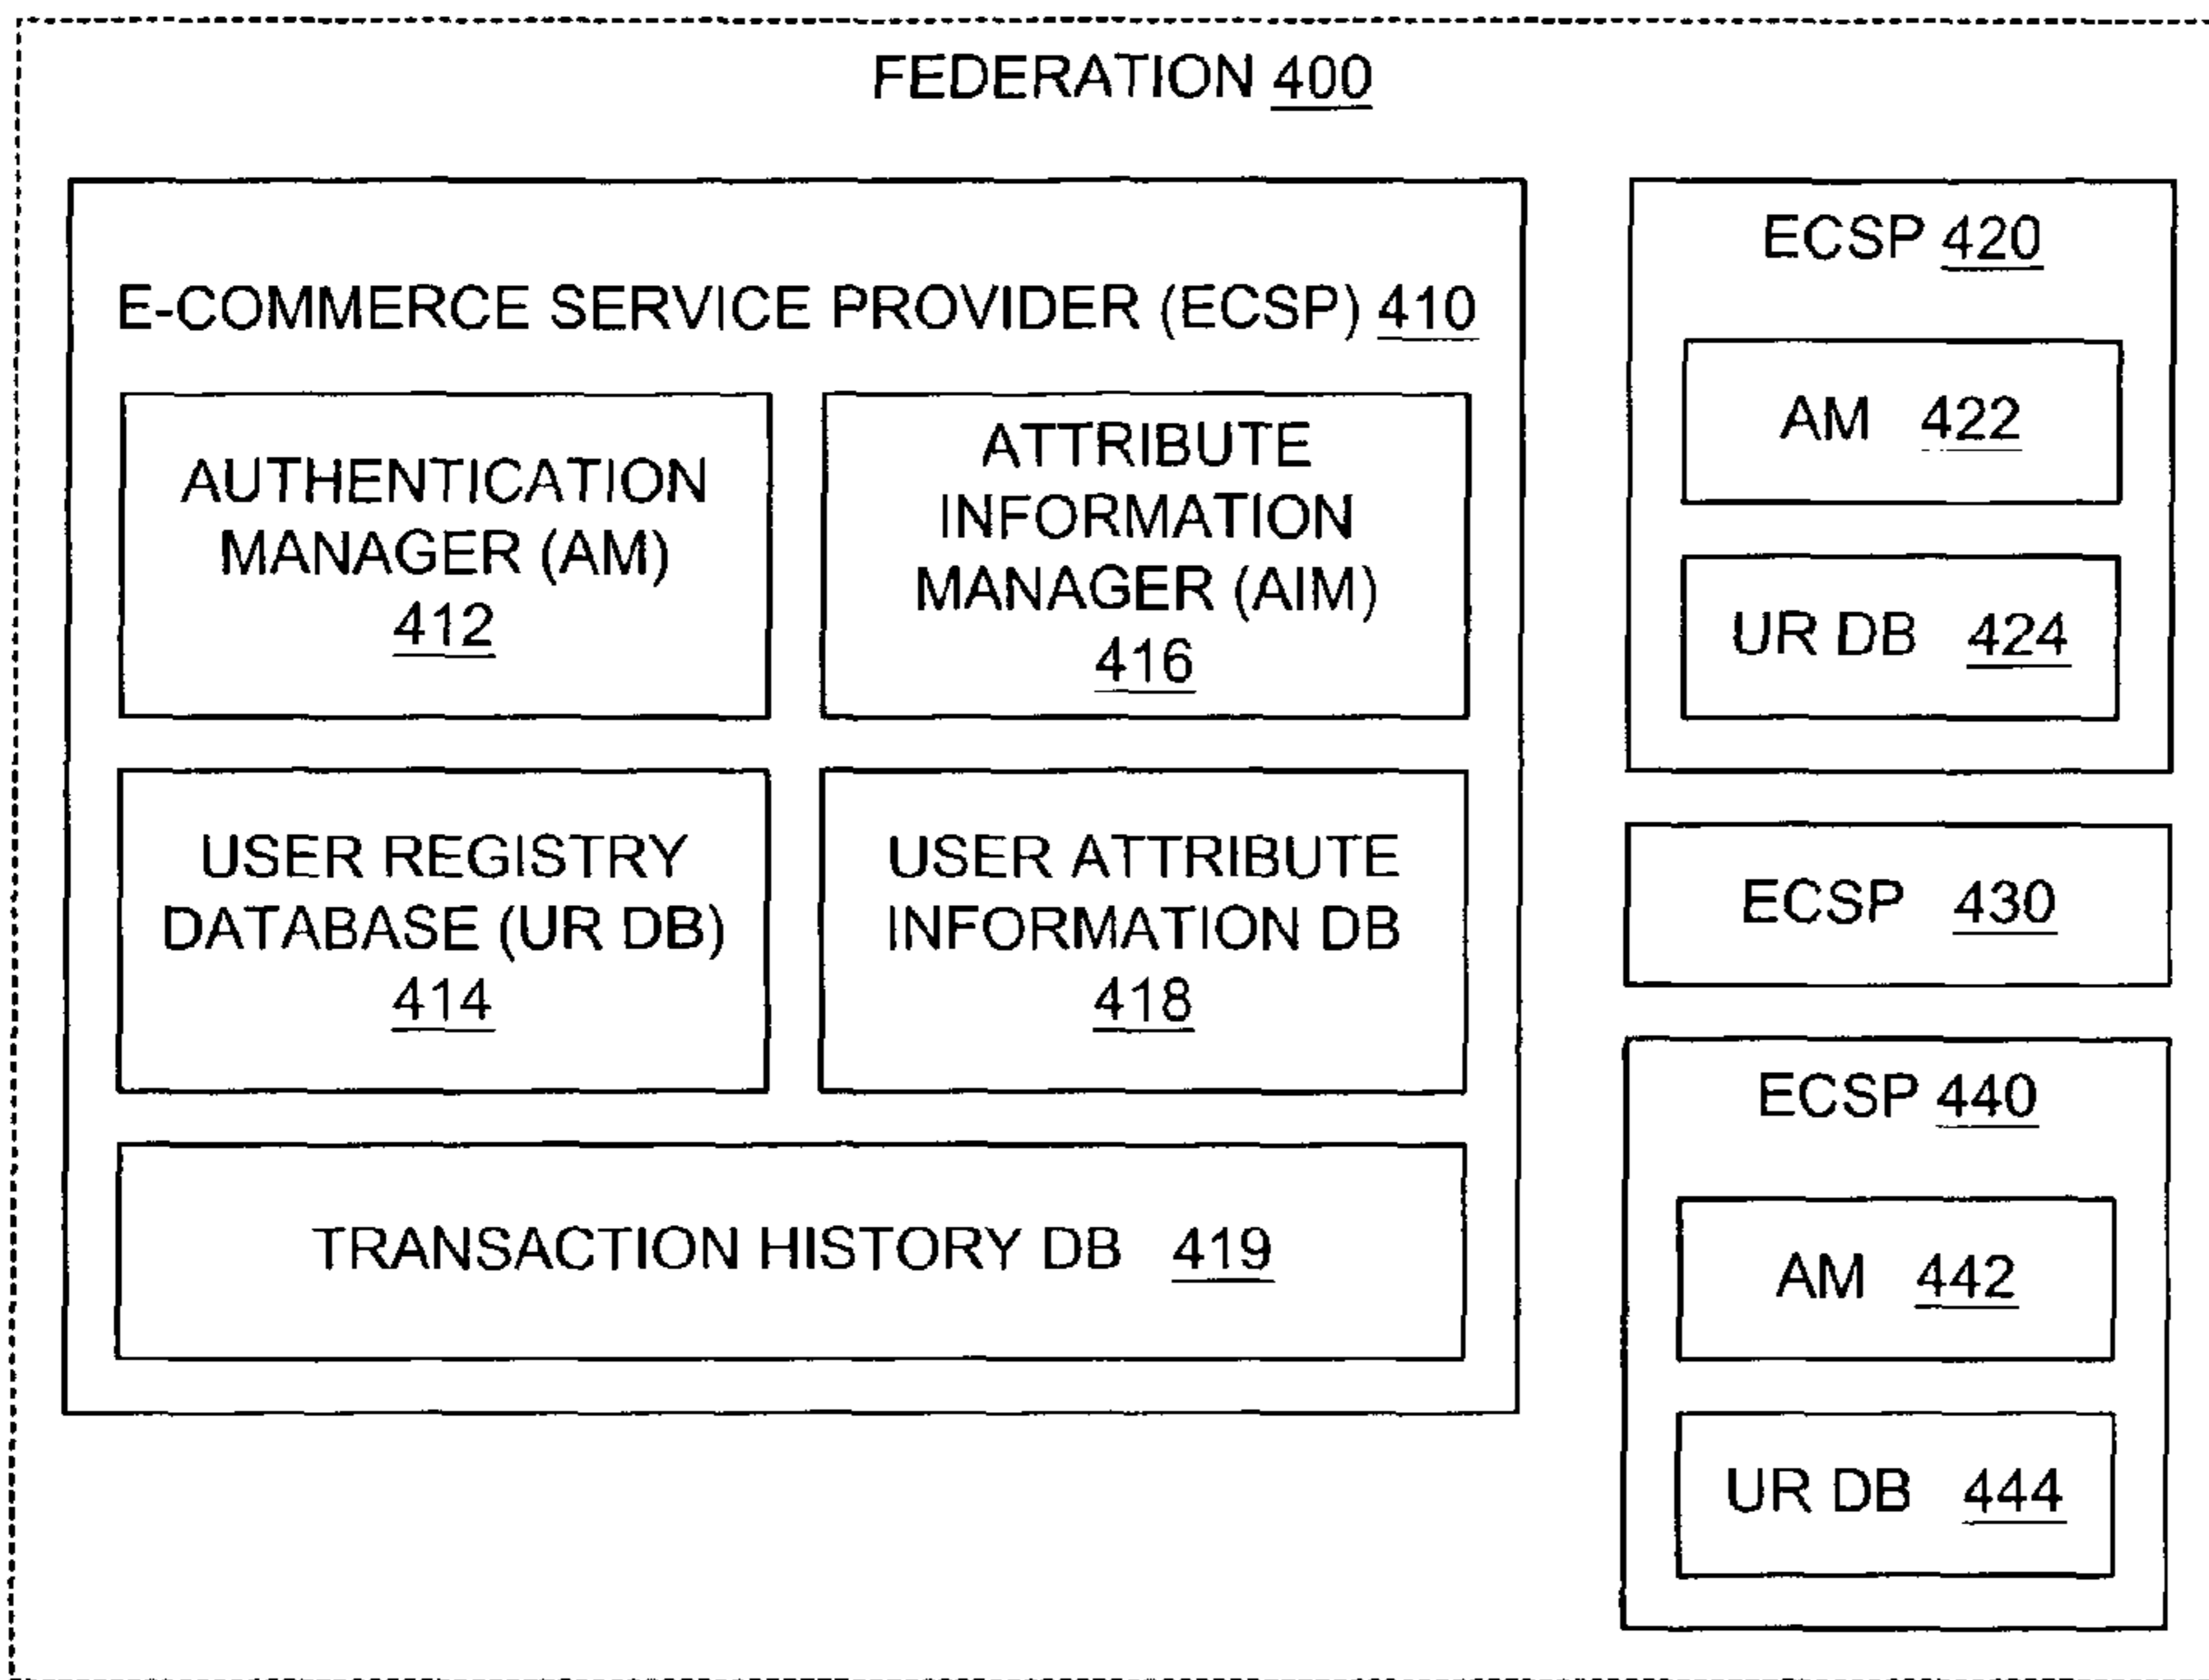 FEDERATION 400
E-COMMERCE SERVICE PROVIDER (ECSP) 410
AUTHENTICATION
MANAGER (AM)
412
ATTRIBUTE
INFORMATION
MANAGER (AIM)
416
USER REGISTRY
DATABASE (UR DB)
414
USER ATTRIBUTE
INFORMATION DB
418
TRANSACTION HISTORY DB 419
ECSP 420
AM 422
UR DB 424
ECSP 430
ECSP 440
AM 442
UR DB 444